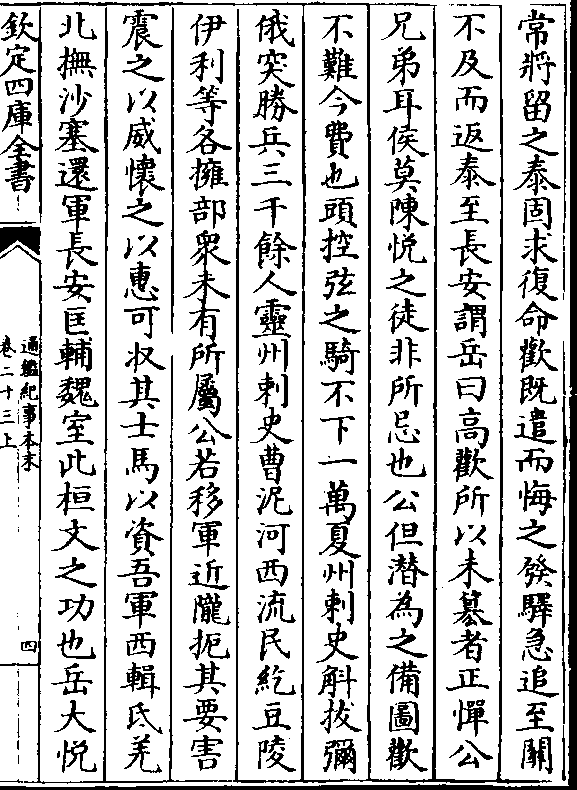 常將留之泰固求復命歡既遣而悔之發驛急追至關
不及而返泰至長安謂岳曰高歡所以未篡者正憚公
兄弟耳侯莫陳悦之徒非所忌也公但潜為之備圖歡
不難今費也頭控弦之騎不下一萬夏州刺史斛拔彌
俄突勝兵三千餘人靈州刺史曹泥河西流民紇豆陵
伊利等各擁部衆未有所屬公若移軍近隴扼其要害
震之以威懷之以惠可收其士馬以資吾軍西輯氐羌
北撫沙塞還軍長安匡輔魏室此桓文之功也岳大悦
欽定四庫全書
通鑑紀事本末
卷二十三上
四